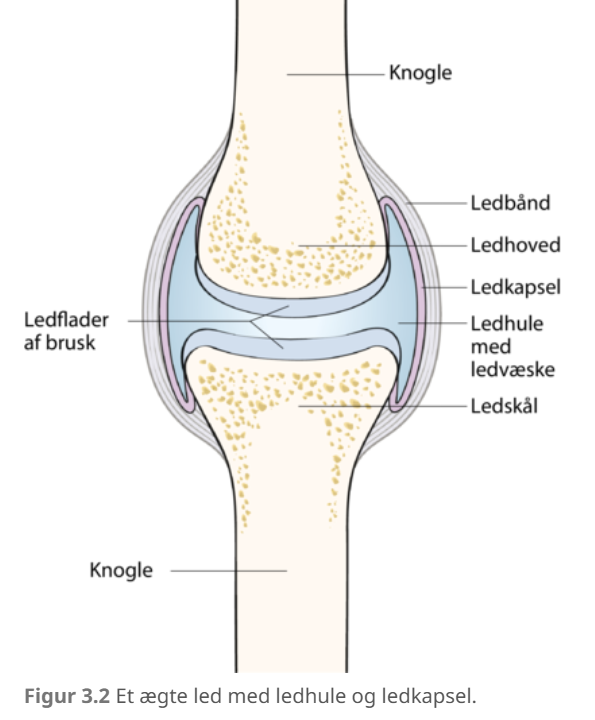 Knogle
Ledbånd
Ledhoved
Ledkapsel
Ledflader
af brusk
Ledhule
med
ledvæske
Ledskål
Knogle
Figur 3.2 Et ægte led med ledhule og ledkapsel.